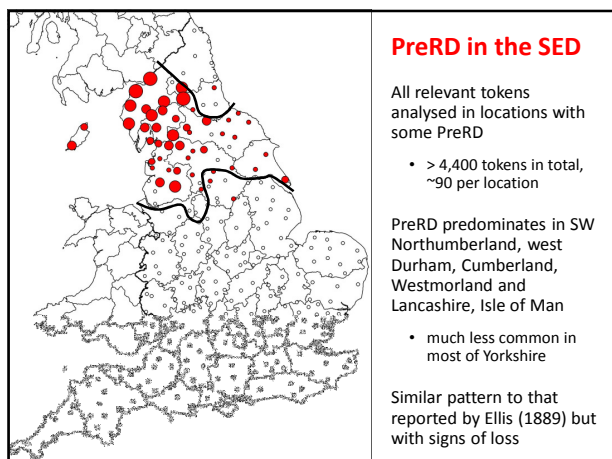 PreRD in the SED
All relevant tokens
analysed in locations with
some PreRD
• > 4,400 tokens in total,
~90 per location
PreRD predominates in SW
Northumberland, west
Durham, Cumberland,
Westmorland and
Lancashire, Isle of Man
• much less common in
most of Yorkshire
Similar pattern to that
reported by Ellis (1889) but
with signs of loss